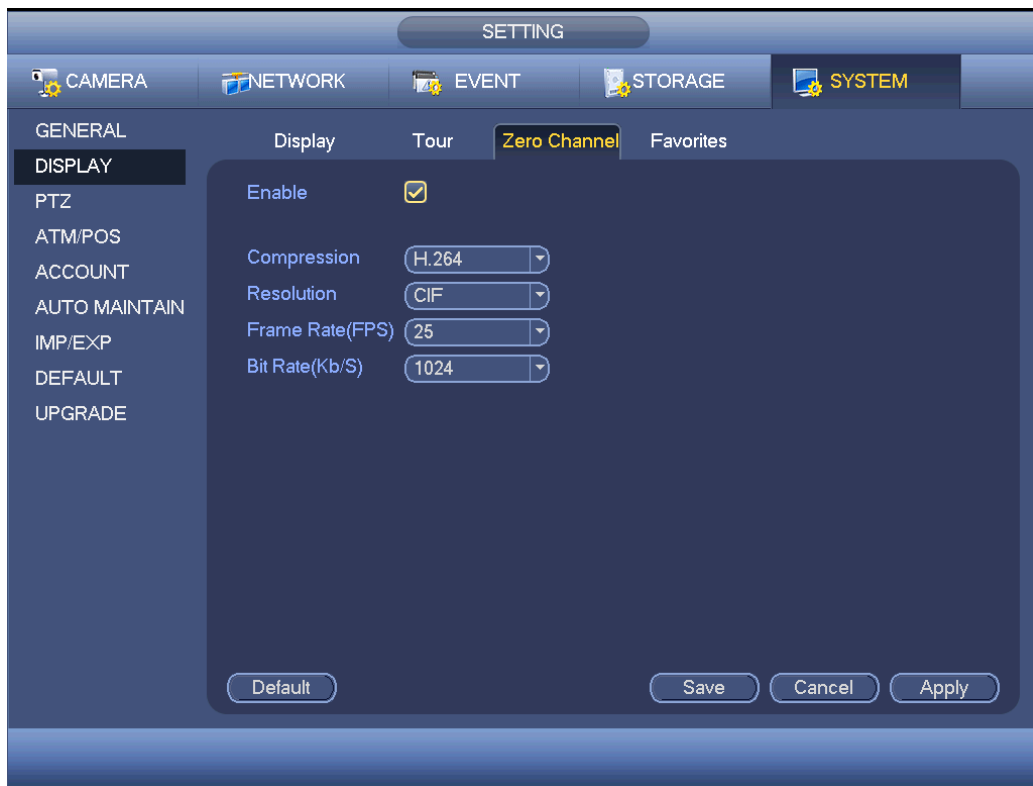 SETTING
CAMERA NETWORK EVENT STORAGE SYSTEM
GENERAL
DISPLAY
PTZ
ATM/POS
ACCOUNT
AUTO MAINTAIN
IMP/EXP
DEFAULT
UPGRADE
Display Tour Zero Channel Favorites
Enable
Compression H.264
Resolution CIF
Frame Rate(FPS) 25
Bit Rate(Kb/S) 1024
Default Save Cancel Apply